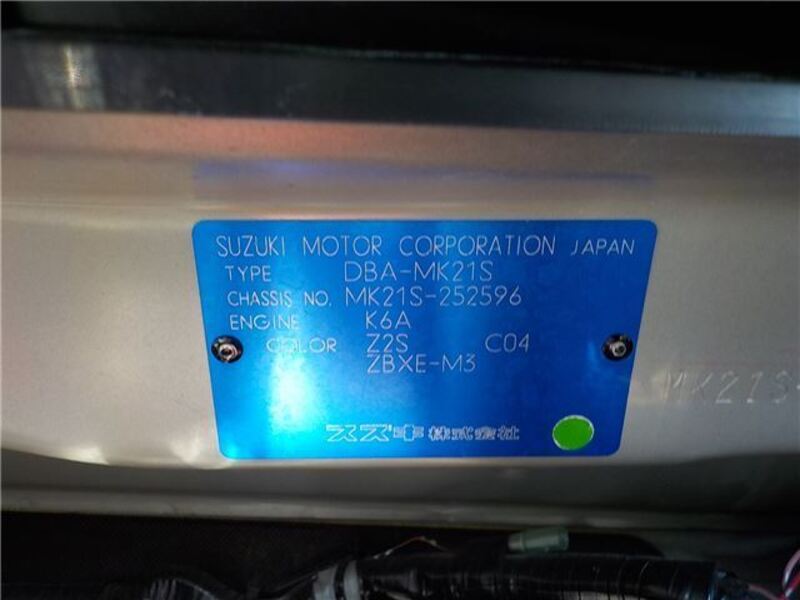 SUZUKI MOTOR CORPORATION JAPAN
TYPE DBA-MK21S
CHASSIS NO. MK21S-252596
ENGINE K6A
COLOR Z2S C04
ZBXE-M3
スズキ株式会社
MK21S-